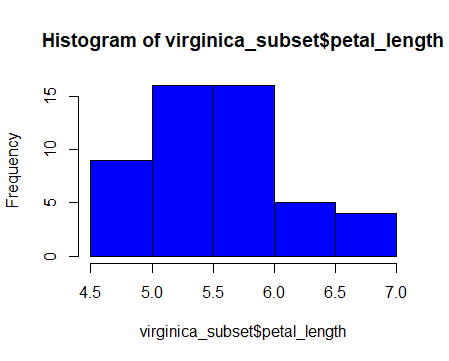 Histogram of virginica_subset$petal_length
Frequency
15
10
5
0
4.5 5.0 5.5 6.0 6.5 7.0
virginica_subset$petal_length